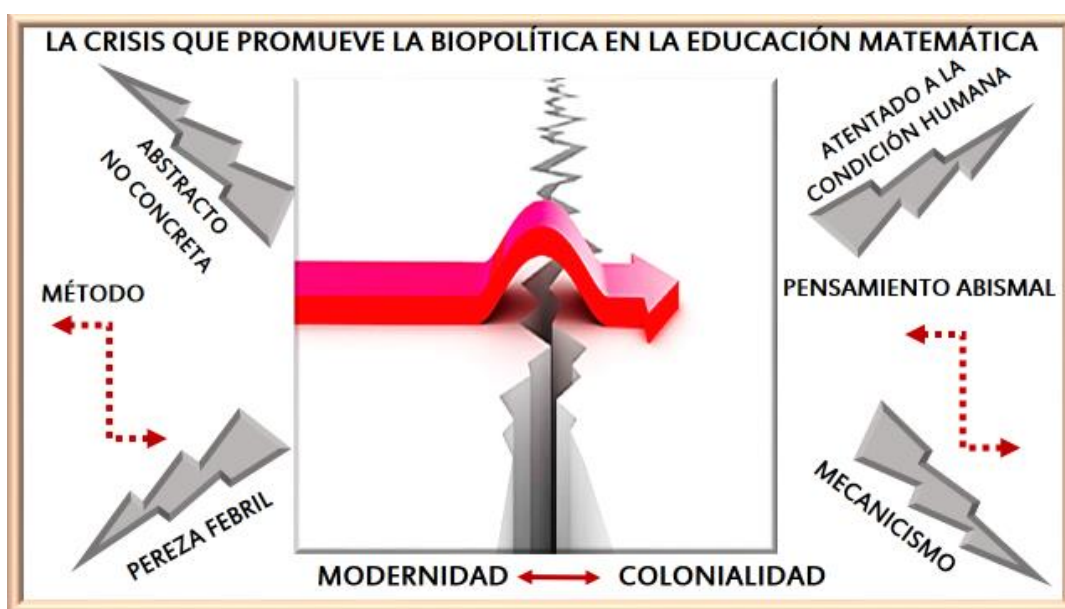 LA CRISIS QUE PROMUEVE LA BIOPOLÍTICA EN LA EDUCACIÓN MATEMÁTICA
ABSTRACTO
NO CONCRETA
ATENTADO A LA
CONDICIÓN HUMANA
MÉTODO
PENSAMIENTO ABISMAL
PEREZA FEBRIL
MECANICISMO
MODERNIDAD
COLONIALIDAD